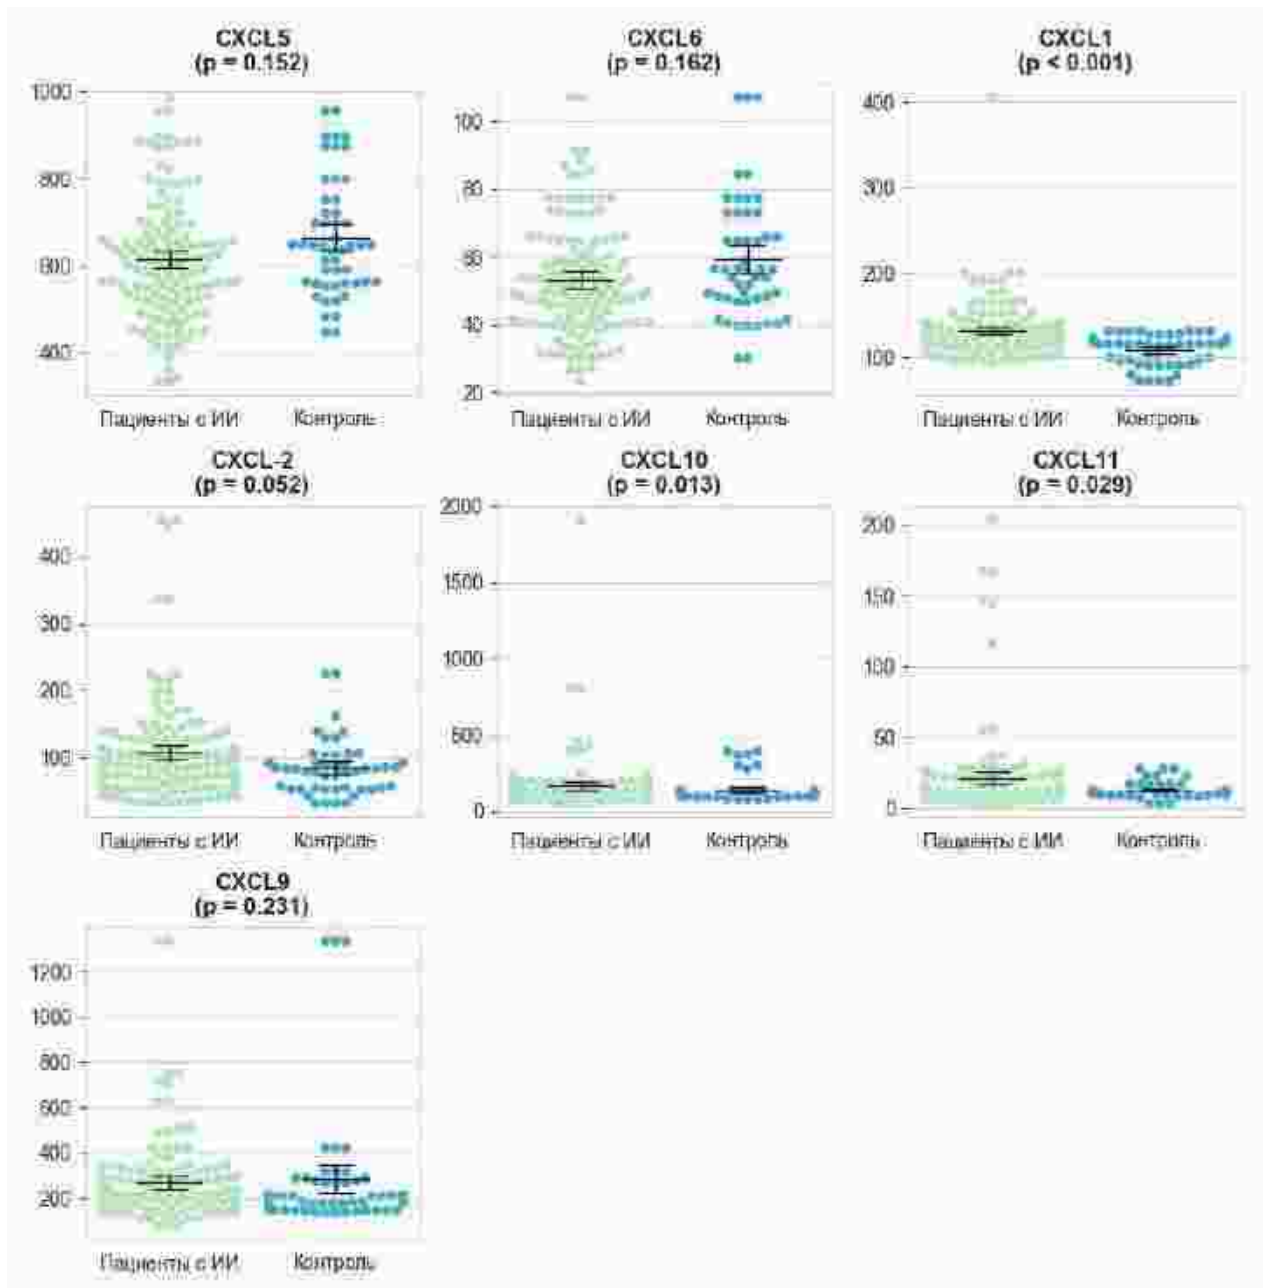 CXCL5
(p = 0.152)
1000
800
600
400
Пациенты с ИИ
Контроль
CXCL6
(p = 0.162)
100
80
60
40
20
Пациенты с ИИ
Контроль
CXCL1
(p < 0.001)
400
300
200
100
Пациенты с ИИ
Контроль
CXCL-2
(p = 0.052)
400
300
200
100
Пациенты с ИИ
Контроль
CXCL10
(p = 0.013)
2000
1500
1000
500
0
Пациенты с ИИ
Контроль
CXCL11
(p = 0.029)
200
150
100
50
0
Пациенты с ИИ
Контроль
CXCL9
(p = 0.231)
1200
1000
800
600
400
200
Пациенты с ИИ
Контроль